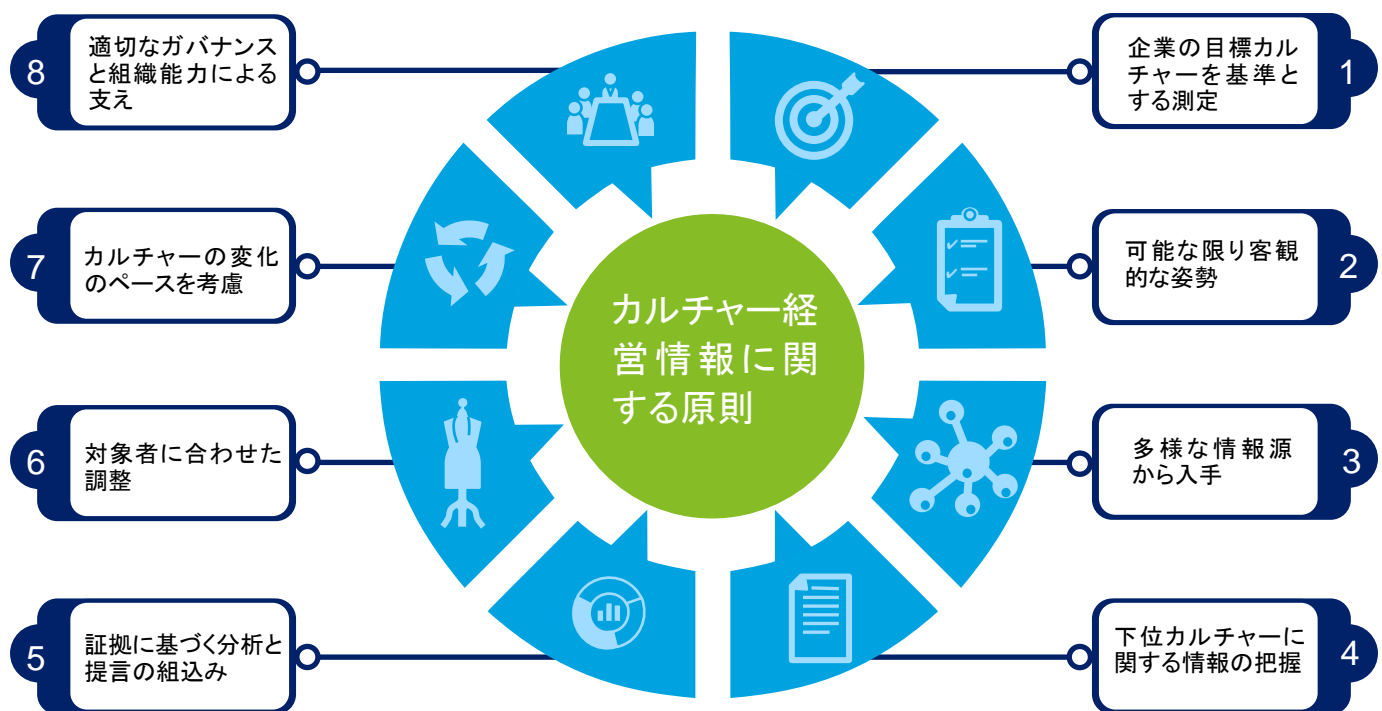 カルチャー経
営情報に関
する原則
1
企業の目標カル
チャーを基準と
する測定
2
可能な限り客観
的な姿勢
3
多様な情報源
から入手
4
下位カルチャーに
関する情報の把握
5
証拠に基づく分析と
提言の組込み
6
対象者に合わせた
調整
7
カルチャーの変化
のペースを考慮
8
適切なガバナンス
と組織能力による
支え